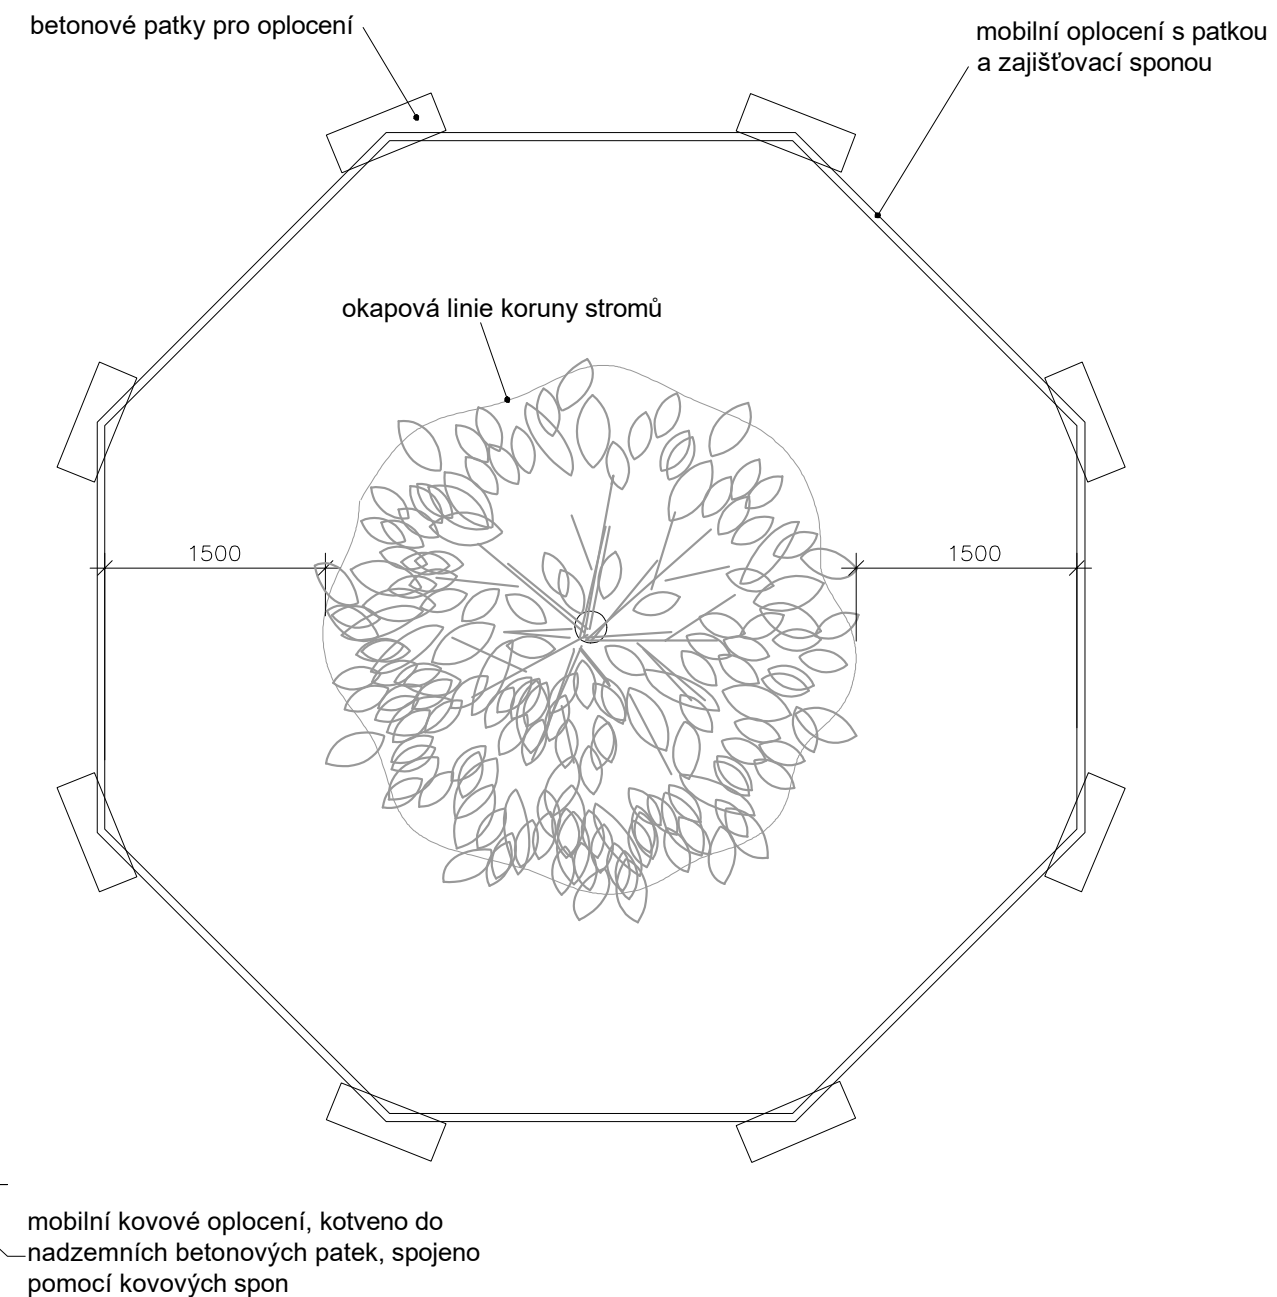 betonové patky pro oplocení
mobilní oplocení s patkou
a zajišťovací sponou
okapová linie koruny stromů
1500
1500
mobilní kovové oplocení, kotveno do
nadzemních betonových patek, spojeno
pomocí kovových spon